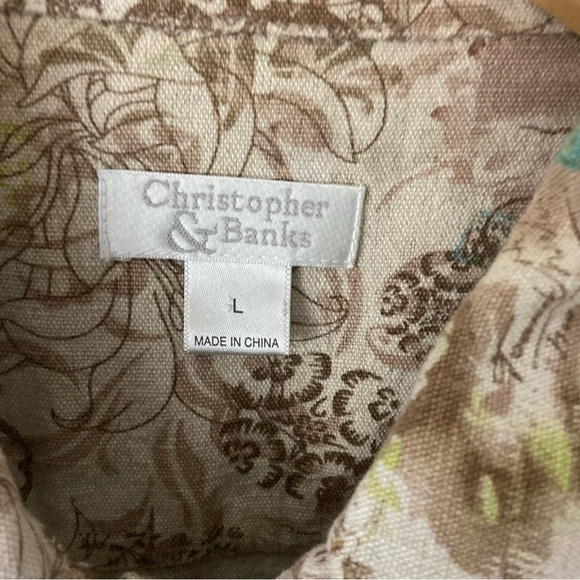 Christopher
& Banks
L
MADE IN CHINA